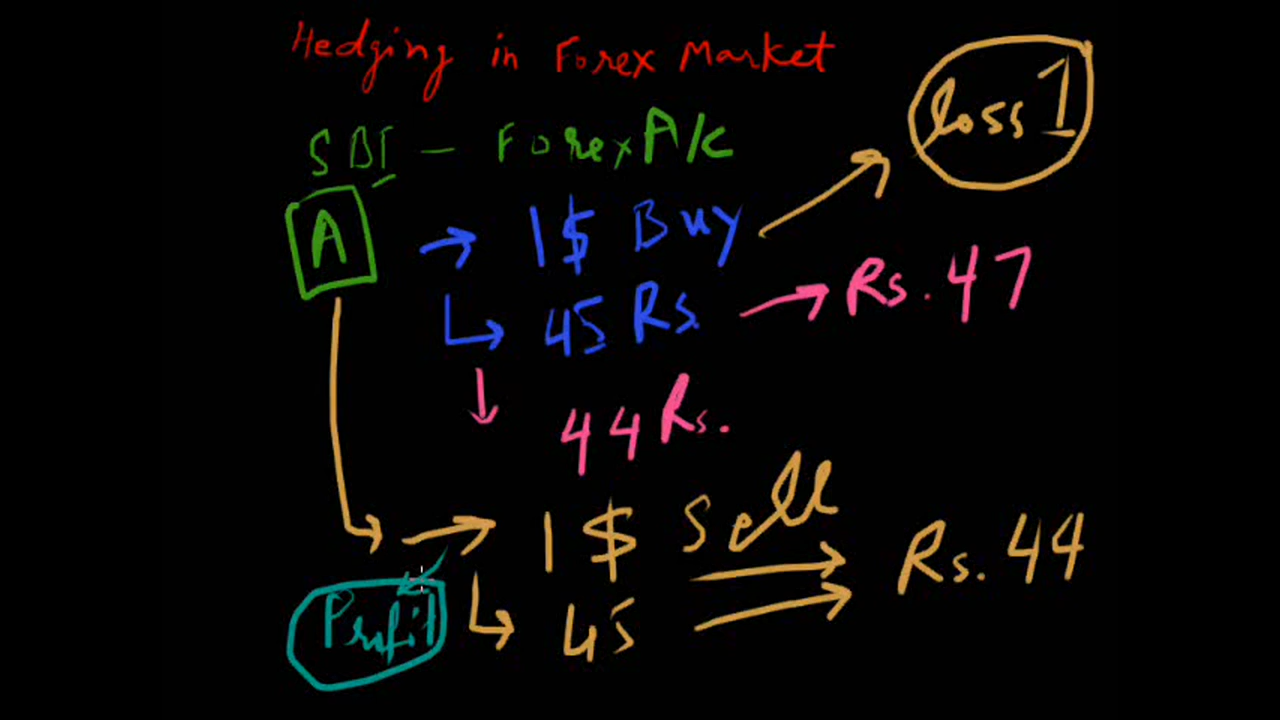 Hedging in Forex Market
loss 1
SBI - Forex A/c
A → 1$ Buy
45 Rs. → Rs. 47
44 Rs.
1 $ Sell
Rs. 44
Profit
45